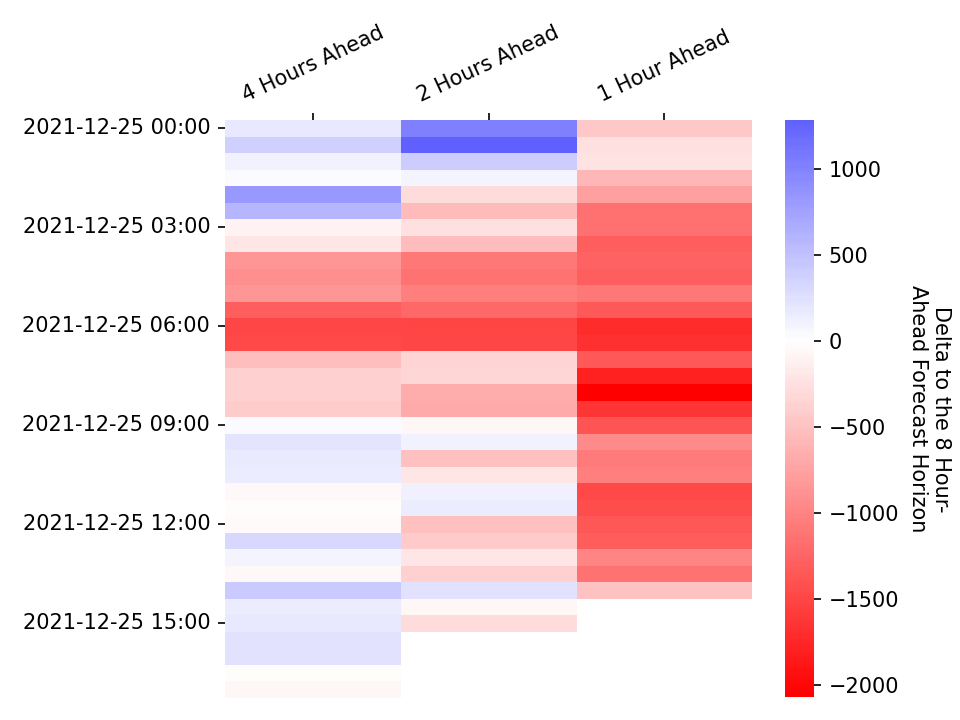 4 Hours Ahead
2 Hours Ahead
1 Hour Ahead
2021-12-25 00:00
2021-12-25 03:00
2021-12-25 06:00
2021-12-25 09:00
2021-12-25 12:00
2021-12-25 15:00
1000
500
0
−500
−1000
−1500
−2000
Delta to the 8 Hour-
Ahead Forecast Horizon